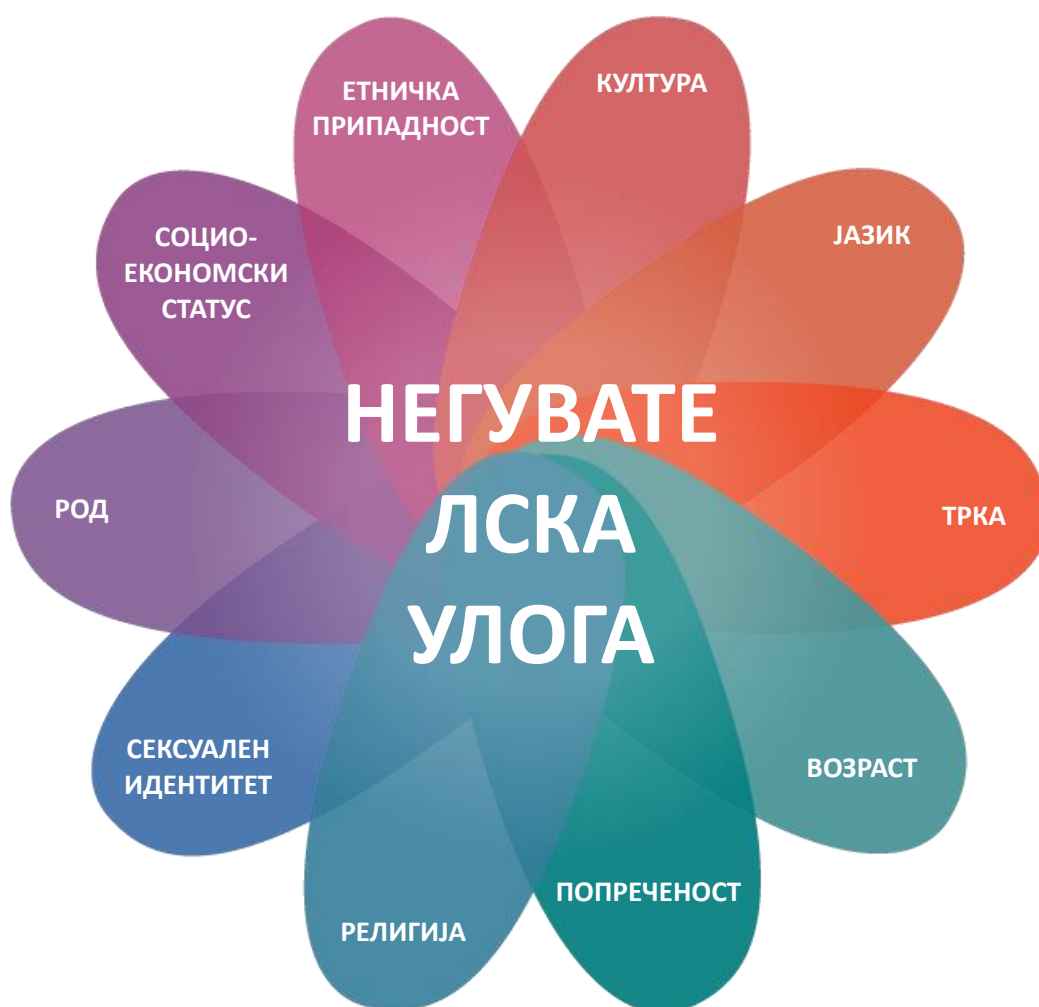 ЕТНИЧКА
ПРИПАДНОСТ
КУЛТУРА
ЈАЗИК
СОЦИО-
ЕКОНОМСКИ
СТАТУС
НЕГУВАТЕ
ЛСКА
УЛОГА
РОД
ТРКА
СЕКСУАЛЕН
ИДЕНТИТЕТ
ВОЗРАСТ
ПОПРЕЧЕНОСТ
РЕЛИГИЈА